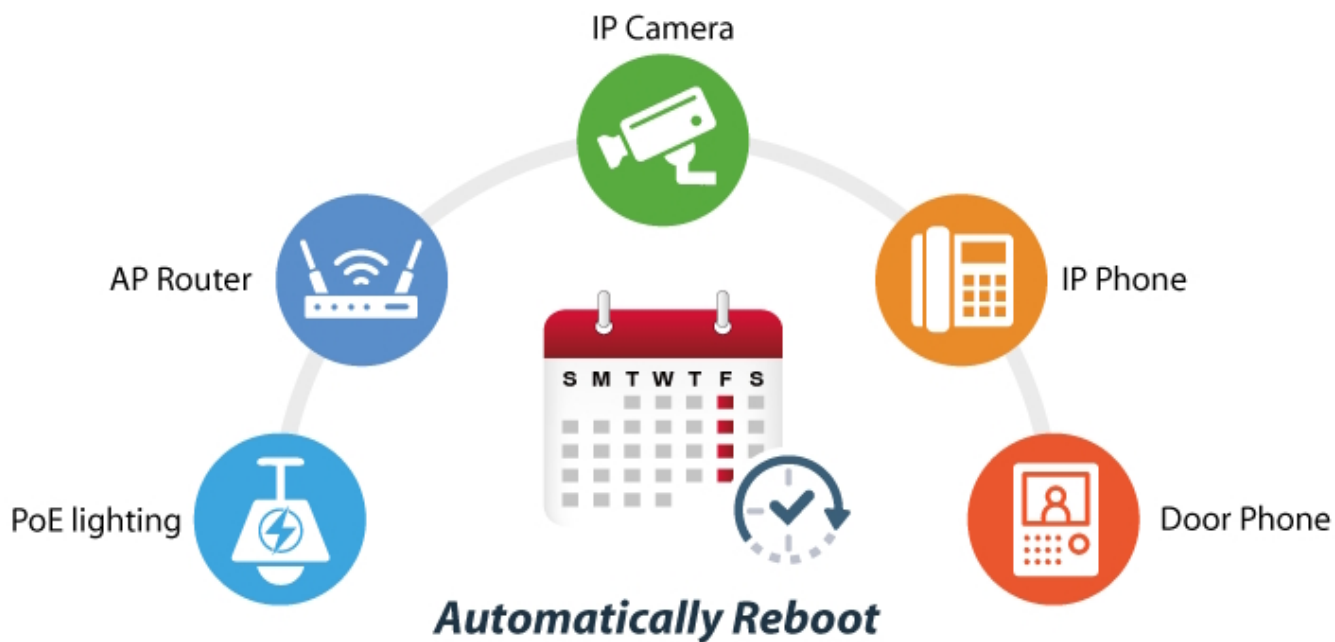 IP Camera
AP Router
IP Phone
S M T W T F S
PoE lighting
Door Phone
Automatically Reboot